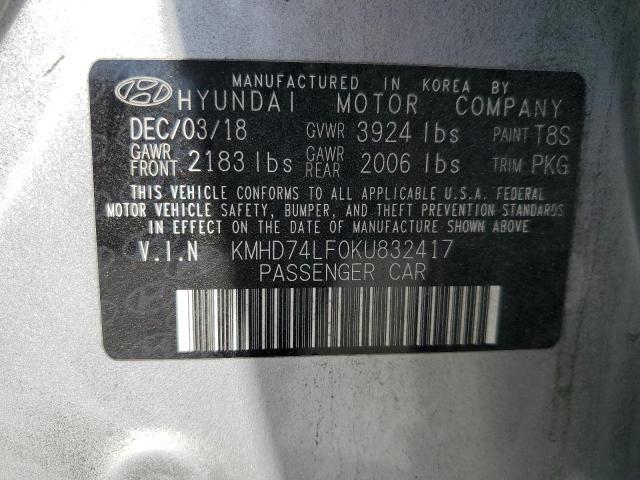 MANUFACTURED IN KOREA BY
HYUNDAI MOTOR COMPANY
DEC/03/18 GVWR 3924 lbs PAINT T8S
GAWR FRONT 2183 lbs GAWR REAR 2006 lbs TRIM PKG
THIS VEHICLE CONFORMS TO ALL APPLICABLE U.S.A. FEDERAL
MOTOR VEHICLE SAFETY, BUMPER, AND THEFT PREVENTION STANDARDS
IN EFFECT ON THE DATE OF MANUFACTURE SHOWN ABOVE
V.I.N KMHD74LF0KU832417
PASSENGER CAR